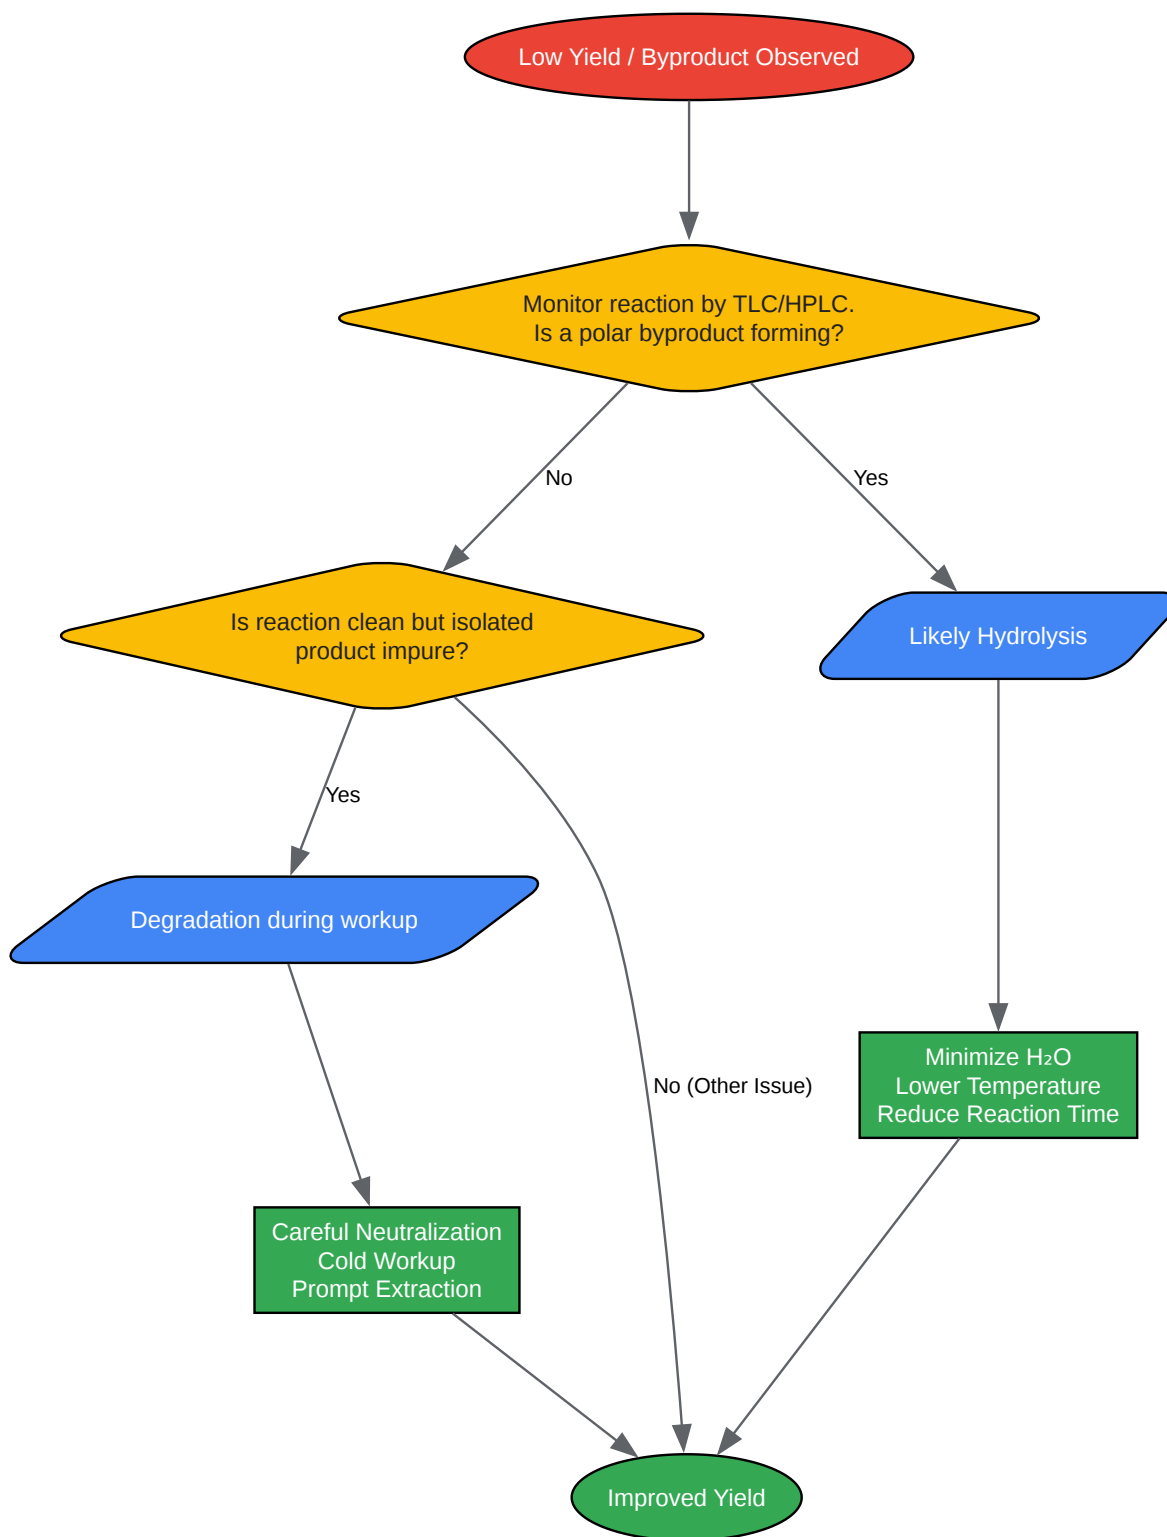 Low Yield / Byproduct Observed
Monitor reaction by TLC/HPLC.
Is a polar byproduct forming?
No
Yes
Is reaction clean but isolated
product impure?
Likely Hydrolysis
Yes
Degradation during workup
No (Other Issue)
Minimize H₂O
Lower Temperature
Reduce Reaction Time
Careful Neutralization
Cold Workup
Prompt Extraction
Improved Yield